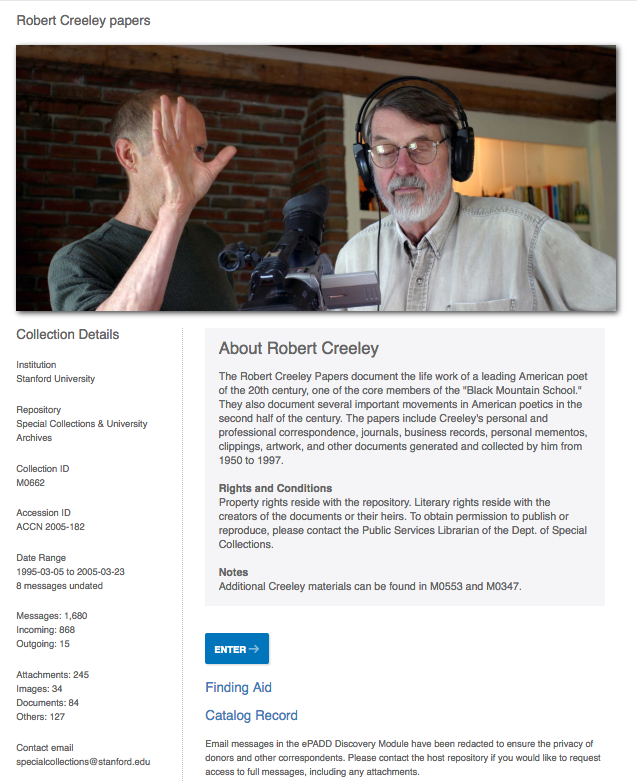 Robert Creeley papers
Collection Details
Institution
Stanford University
Repository
Special Collections & University
Archives
Collection ID
M0662
Accession ID
ACCN 2005-182
Date Range
1995-03-05 to 2005-03-23
8 messages undated
Messages: 1,680
Incoming: 868
Outgoing: 15
Attachments: 245
Images: 34
Documents: 84
Others: 127
Contact email
specialcollections@stanford.edu
About Robert Creeley
The Robert Creeley Papers document the life work of a leading American poet
of the 20th century, one of the core members of the "Black Mountain School."
They also document several important movements in American poetics in the
second half of the century. The papers include Creeley's personal and
professional correspondence, journals, business records, personal mementos,
clippings, artwork, and other documents generated and collected by him from
1950 to 1997.
Rights and Conditions
Property rights reside with the repository. Literary rights reside with the
creators of the documents or their heirs. To obtain permission to publish or
reproduce, please contact the Public Services Librarian of the Dept. of Special
Collections.
Notes
Additional Creeley materials can be found in M0553 and M0347.
ENTER →
Finding Aid
Catalog Record
Email messages in the ePADD Discovery Module have been redacted to ensure the privacy of
donors and other correspondents. Please contact the host repository if you would like to request
access to full messages, including any attachments.